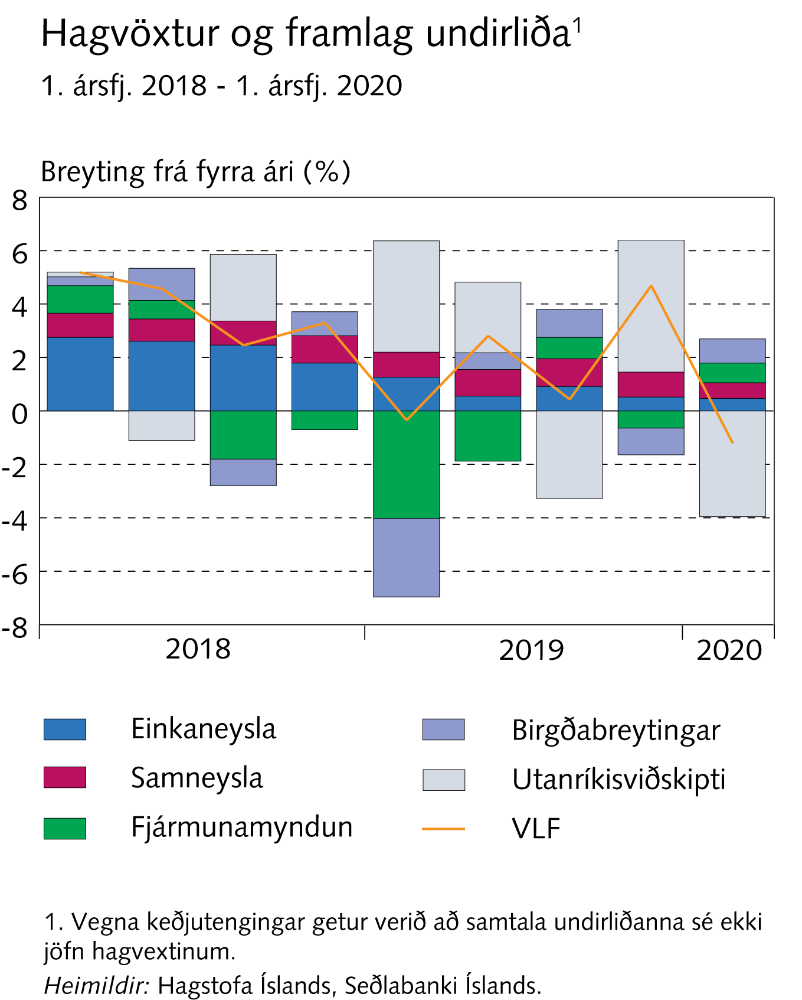 Hagvöxtur og framlag undirliða¹
1. ársfj. 2018 - 1. ársfj. 2020
Breyting frá fyrra ári (%)
8
6
4
2
0
-2
-4
-6
-8
2018 2019 2020
Einkaneysla
Samneysla
Fjármunamyndun
Birgðabreytingar
Utanríkisviðskipti
VLF
1. Vegna keðjutengingar getur verið að samtala undirliðanna sé ekki
jöfn hagvextinum.
Heimildir: Hagstofa Íslands, Seðlabanki Íslands.